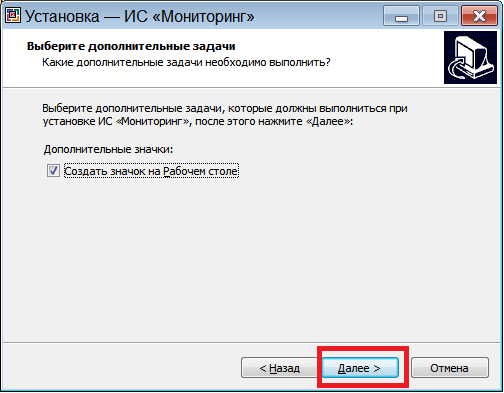 Установка — ИС «Мониторинг»
Выберите дополнительные задачи
Какие дополнительные задачи необходимо выполнить?
Выберите дополнительные задачи, которые должны выполниться при
установке ИС «Мониторинг», после этого нажмите «Далее»:
Дополнительные значки:
Создать значок на Рабочем столе
< Назад
Далее >
Отмена